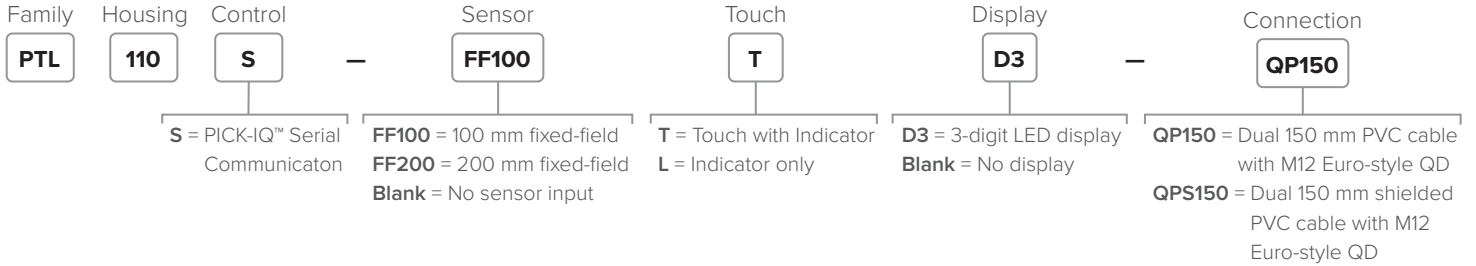 Family Housing Control Sensor Touch Display Connection
PTL 110 S – FF100 T D3 – QP150
S = PICK-IQ™ Serial
Communicaton
FF100 = 100 mm fixed-field
FF200 = 200 mm fixed-field
Blank = No sensor input
T = Touch with Indicator
L = Indicator only
D3 = 3-digit LED display
Blank = No display
QP150 = Dual 150 mm PVC cable
with M12 Euro-style QD
QPS150 = Dual 150 mm shielded
PVC cable with M12
Euro-style QD